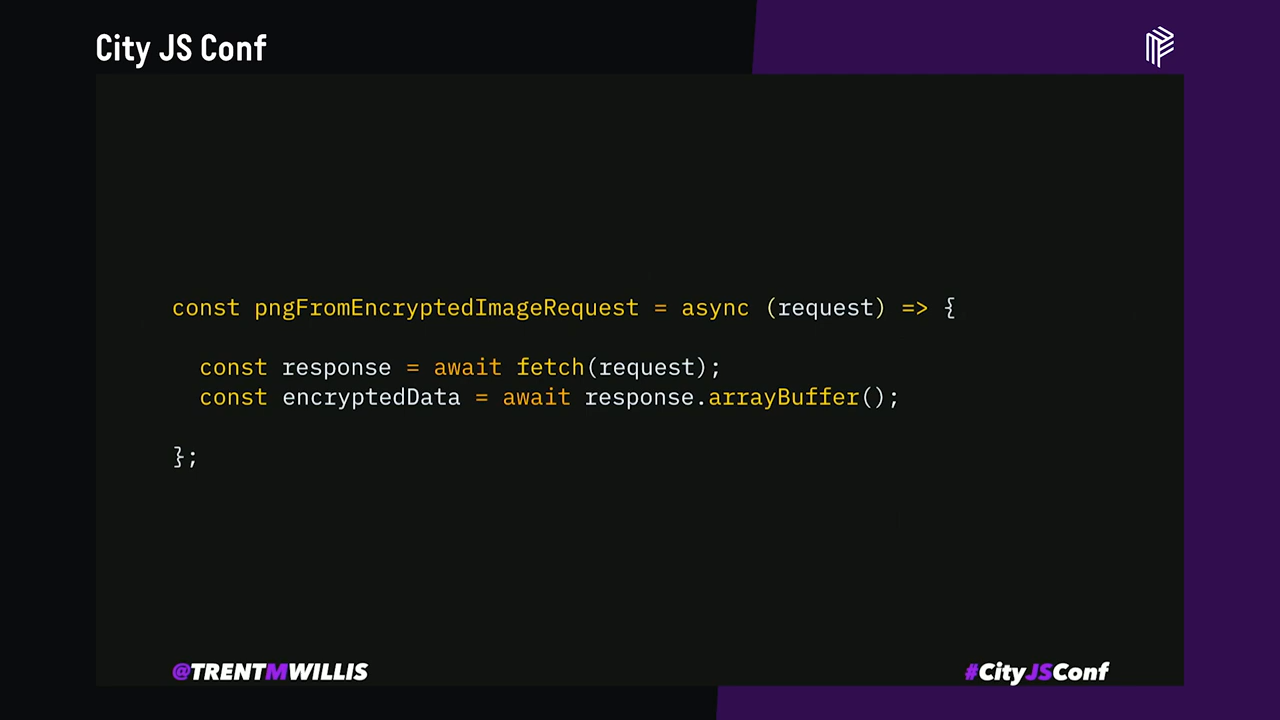 City JS Conf
const pngFromEncryptedImageRequest = async (request) => {
const response = await fetch(request);
const encryptedData = await response.arrayBuffer();
};
@TRENTMWILLIS
#CityJSConf